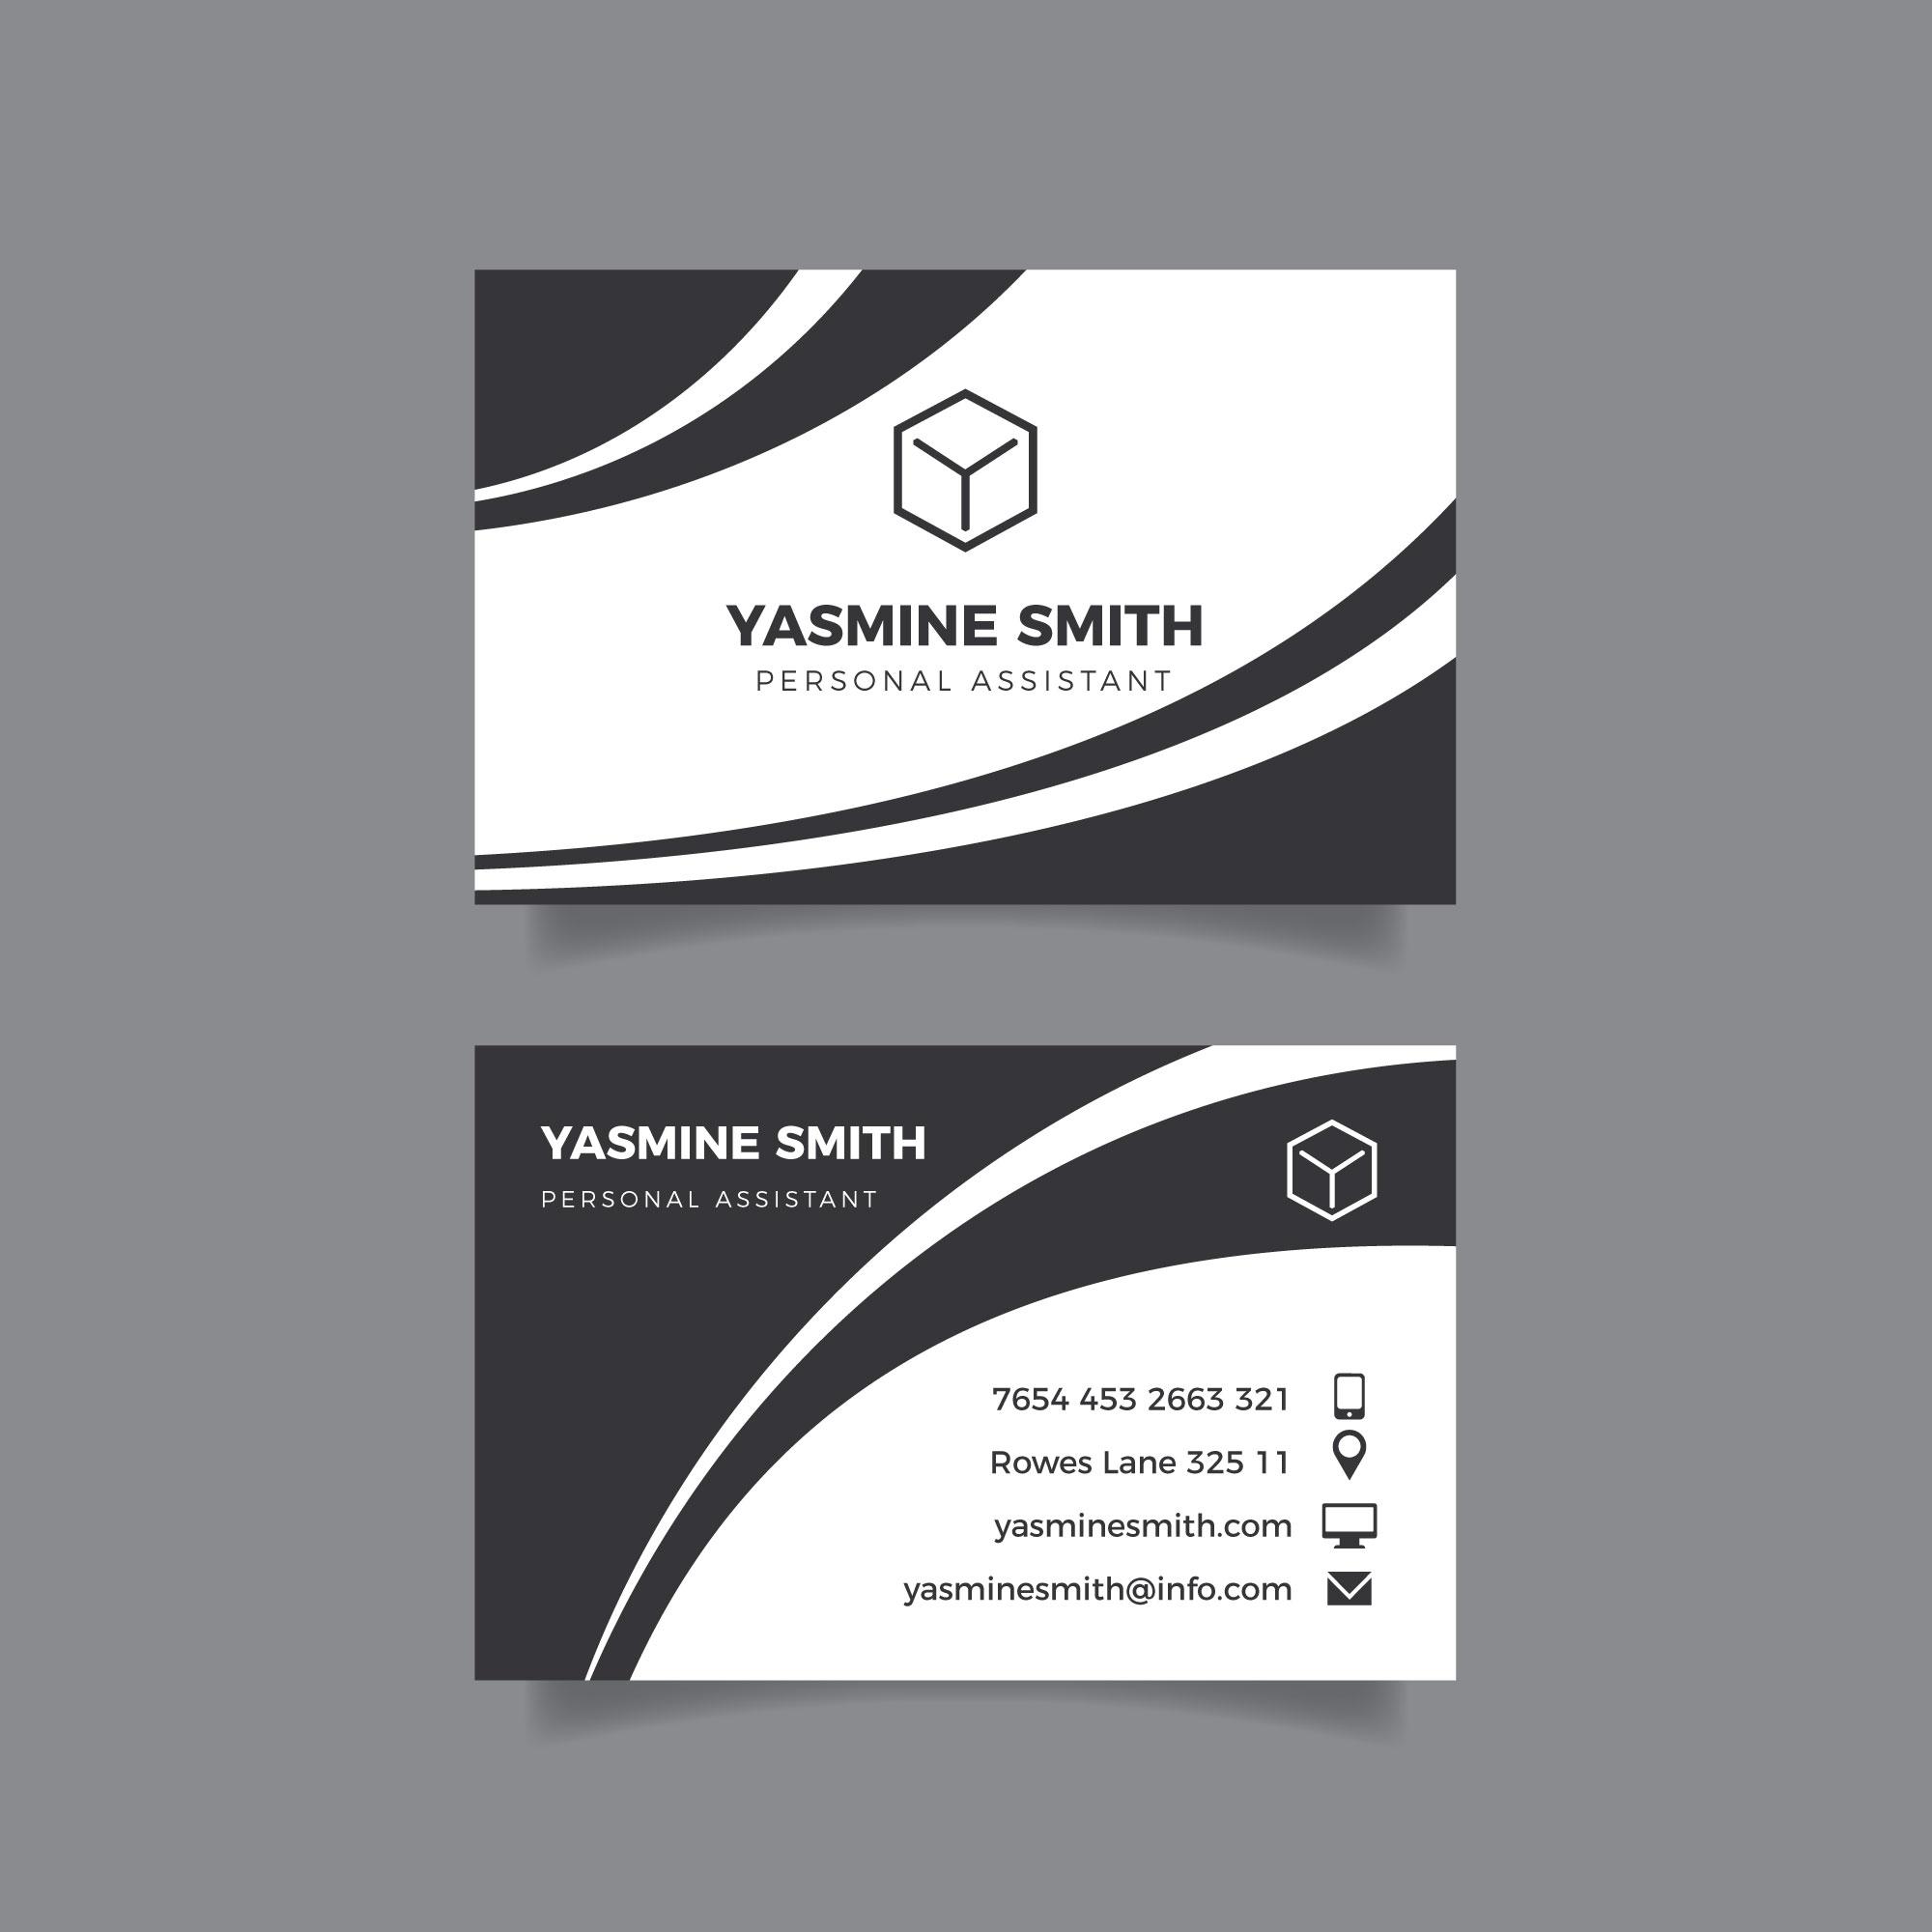 YASMINE SMITH
PERSONAL ASSISTANT
YASMINE SMITH
PERSONAL ASSISTANT
7654 453 2663 321
Rowes Lane 325 11
yasminesmith.com
yasminesmith@info.com